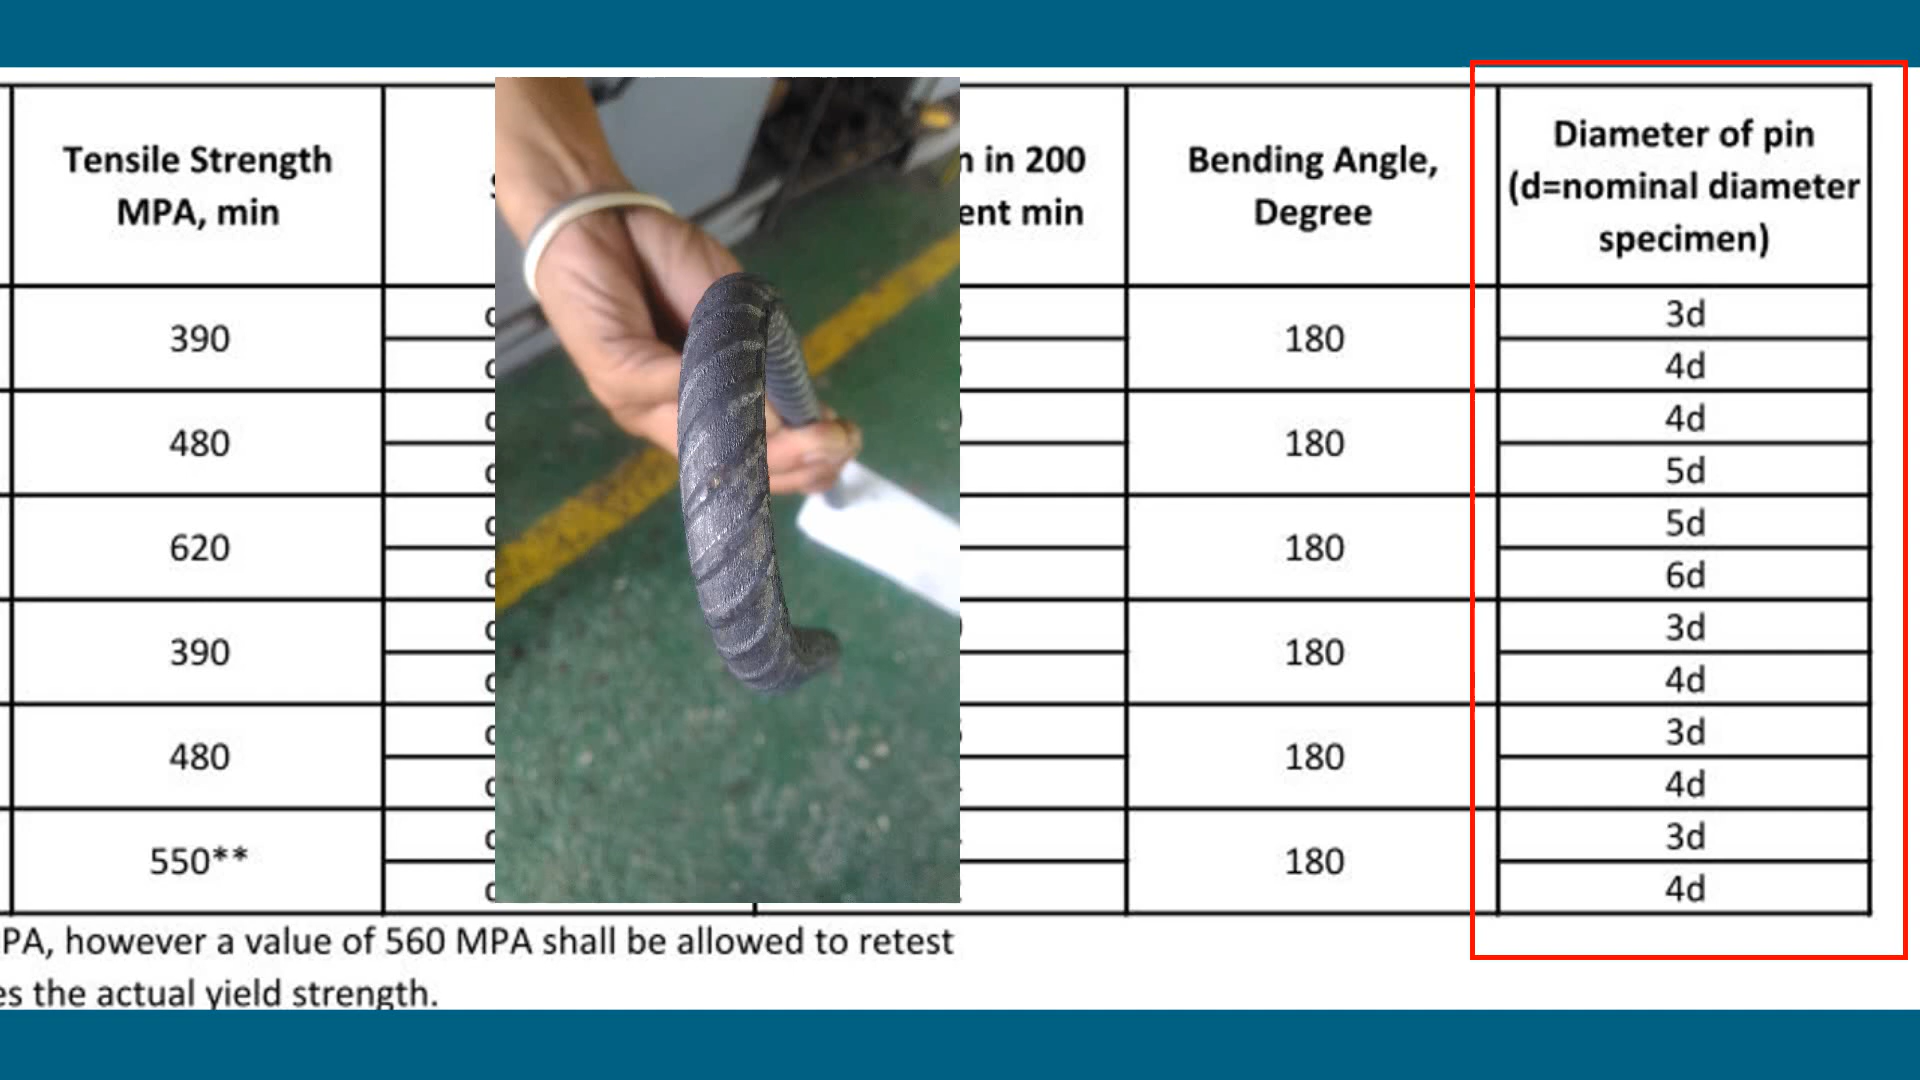 Tensile Strength
MPA, min
n in 200
ent min
Bending Angle,
Degree
Diameter of pin
(d=nominal diameter
specimen)
390
180
3d
4d
480
180
4d
5d
620
180
5d
6d
390
180
3d
4d
480
180
3d
4d
550**
180
3d
4d
PA, however a value of 560 MPA shall be allowed to retest
es the actual yield strength.